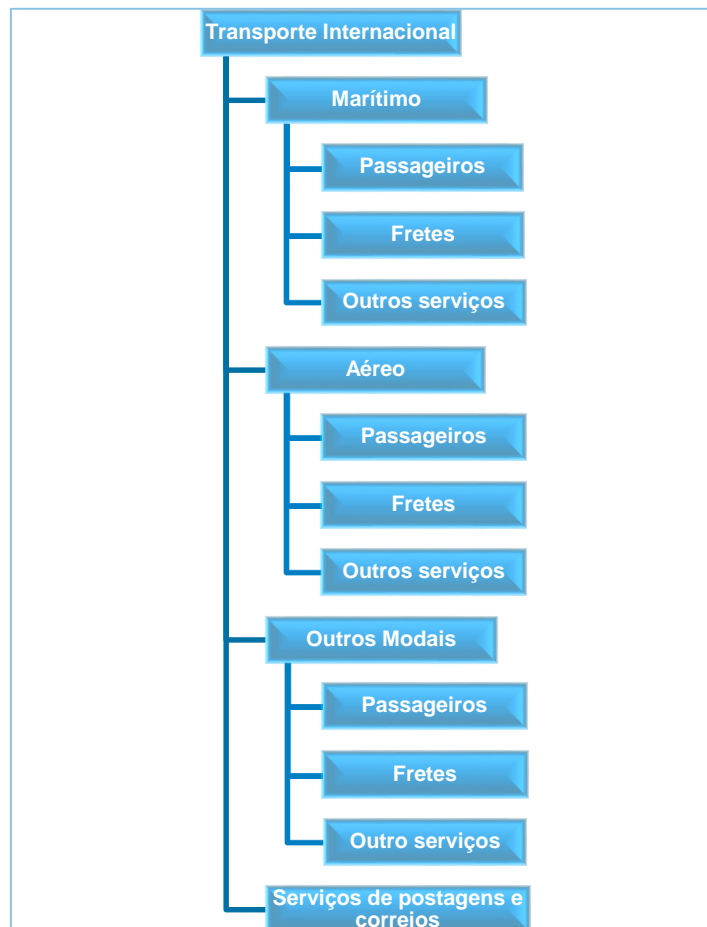 Transporte Internacional
Marítimo
Passageiros
Fretes
Outros serviços
Aéreo
Passageiros
Fretes
Outros serviços
Outros Modais
Passageiros
Fretes
Outro serviços
Serviços de postagens e
correios